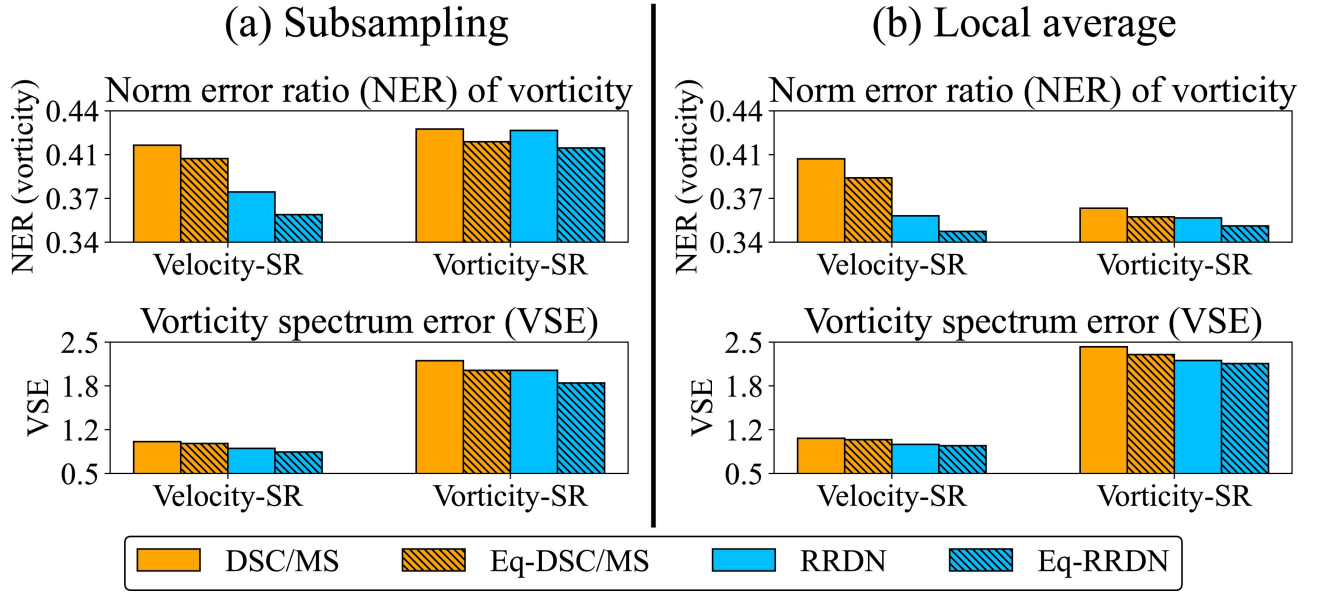 (a) Subsampling
Norm error ratio (NER) of vorticity
NER (vorticity)
0.44
0.41
0.37
0.34
Velocity-SR Vorticity-SR
Vorticity spectrum error (VSE)
VSE
2.5
1.8
1.2
0.5
Velocity-SR Vorticity-SR
(b) Local average
Norm error ratio (NER) of vorticity
NER (vorticity)
0.44
0.41
0.37
0.34
Velocity-SR Vorticity-SR
Vorticity spectrum error (VSE)
VSE
2.5
1.8
1.2
0.5
Velocity-SR Vorticity-SR
DSC/MS Eq-DSC/MS RRDN Eq-RRDN